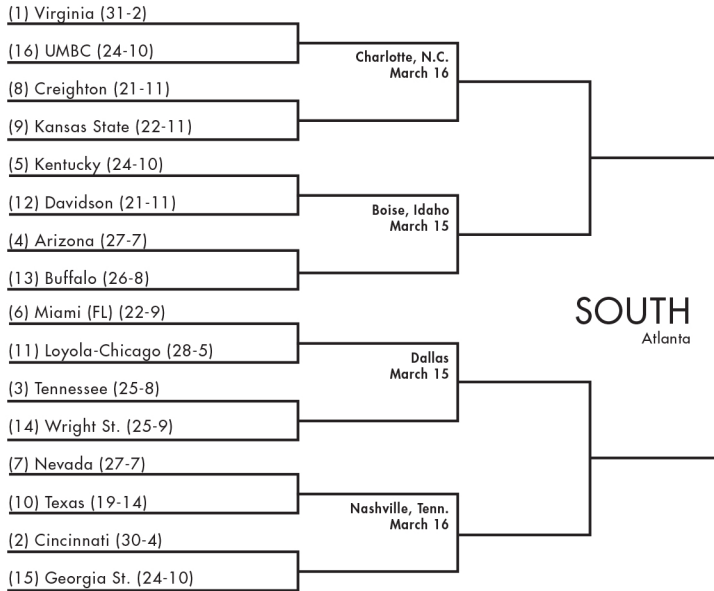 (1) Virginia (31-2)
(16) UMBC (24-10)
Charlotte, N.C.
March 16
(8) Creighton (21-11)
(9) Kansas State (22-11)
(5) Kentucky (24-10)
(12) Davidson (21-11)
Boise, Idaho
March 15
(4) Arizona (27-7)
(13) Buffalo (26-8)
SOUTH
Atlanta
(6) Miami (FL) (22-9)
(11) Loyola-Chicago (28-5)
Dallas
March 15
(3) Tennessee (25-8)
(14) Wright St. (25-9)
(7) Nevada (27-7)
(10) Texas (19-14)
Nashville, Tenn.
March 16
(2) Cincinnati (30-4)
(15) Georgia St. (24-10)